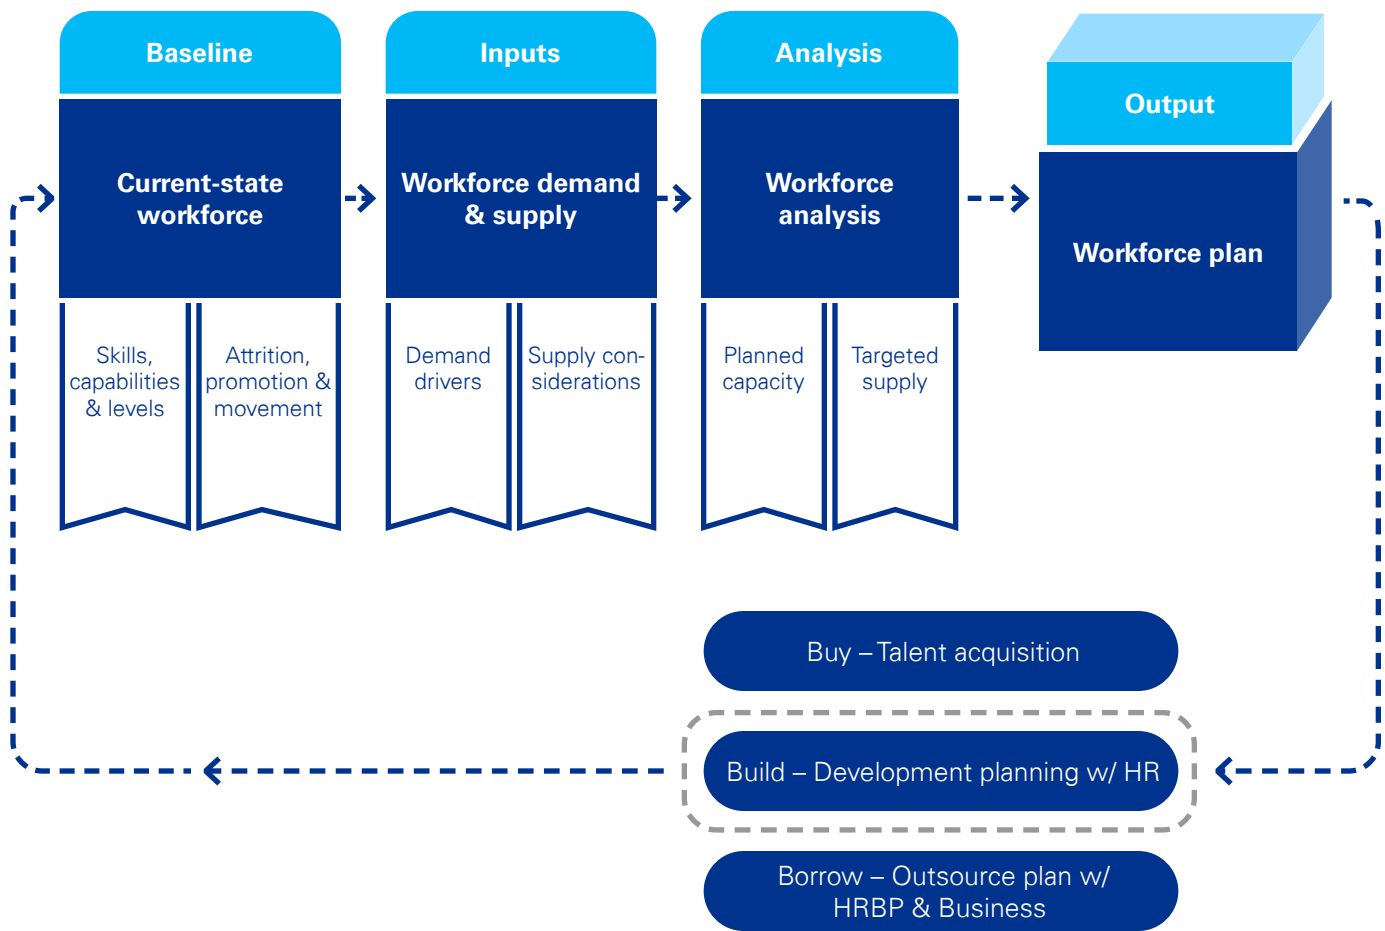 Baseline
Current-state
workforce
Skills,
capabilities
& levels
Attrition,
promotion &
movement
Inputs
Workforce demand
& supply
Demand
drivers
Supply con-
siderations
Analysis
Workforce
analysis
Planned
capacity
Targeted
supply
Output
Workforce plan
Buy – Talent acquisition
Build – Development planning w/ HR
Borrow – Outsource plan w/
HRBP & Business